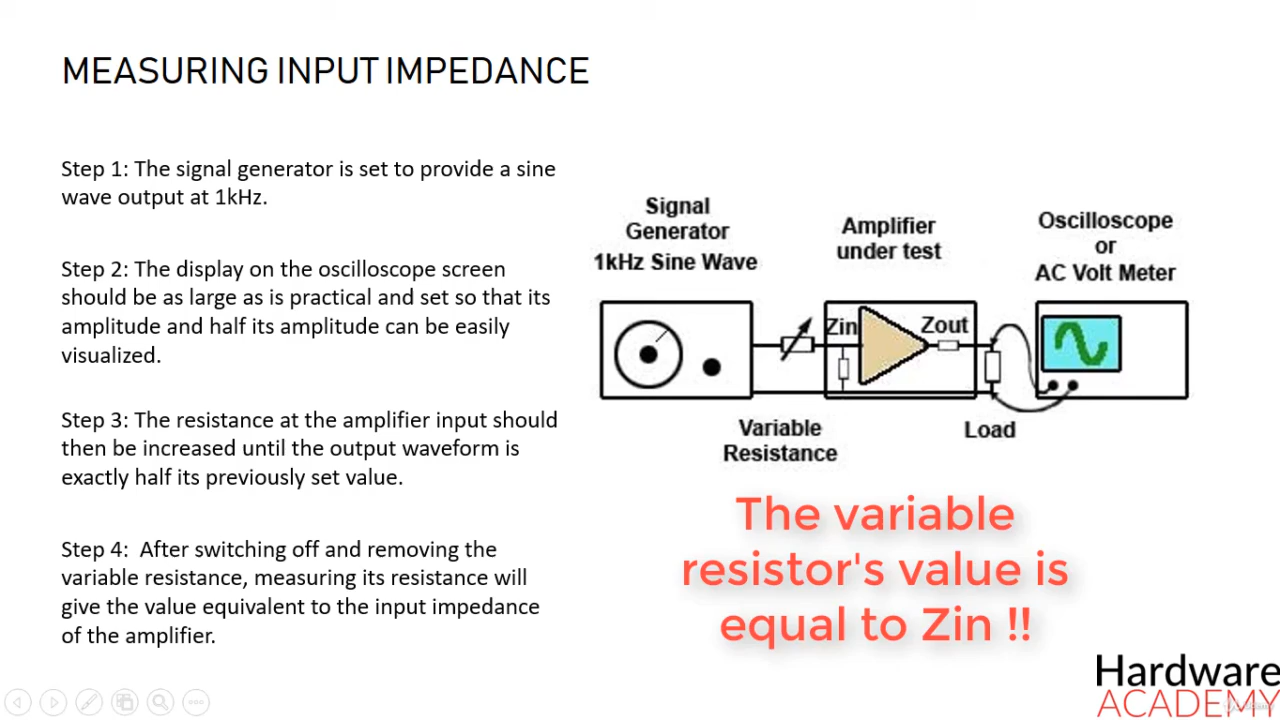 MEASURING INPUT IMPEDANCE
Step 1: The signal generator is set to provide a sine
wave output at 1kHz.
Step 2: The display on the oscilloscope screen
should be as large as is practical and set so that its
amplitude and half its amplitude can be easily
visualized.
Step 3: The resistance at the amplifier input should
then be increased until the output waveform is
exactly half its previously set value.
Step 4:  After switching off and removing the
variable resistance, measuring its resistance will
give the value equivalent to the input impedance
of the amplifier.
Signal
Generator
1kHz Sine Wave
Amplifier
under test
Oscilloscope
or
AC Volt Meter
Zin
Zout
Variable
Resistance
Load
The variable
resistor's value is
equal to Zin !!
Hardware
ACADEMY